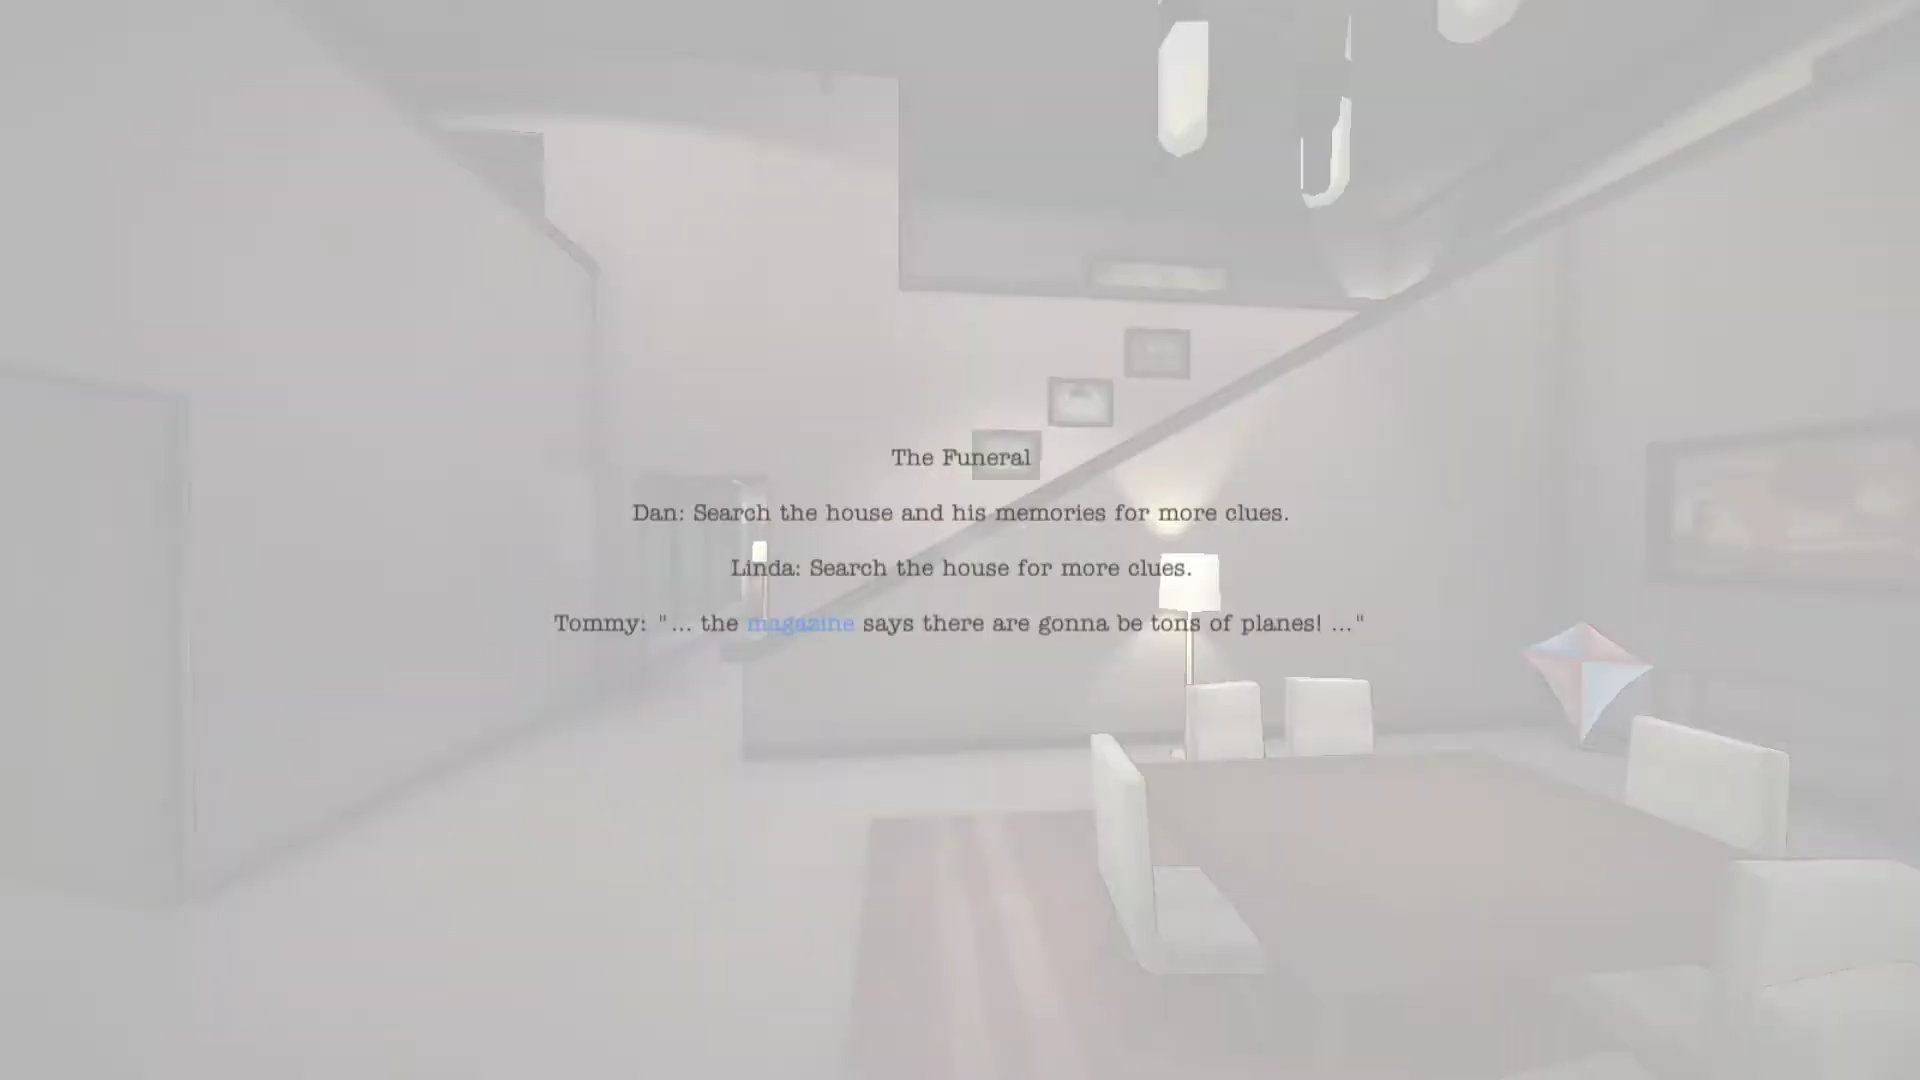 The Funeral
Dan: Search the house and his memories for more clues.
Linda: Search the house for more clues.
Tommy: "... the magazine says there are gonna be tons of planes! ..."